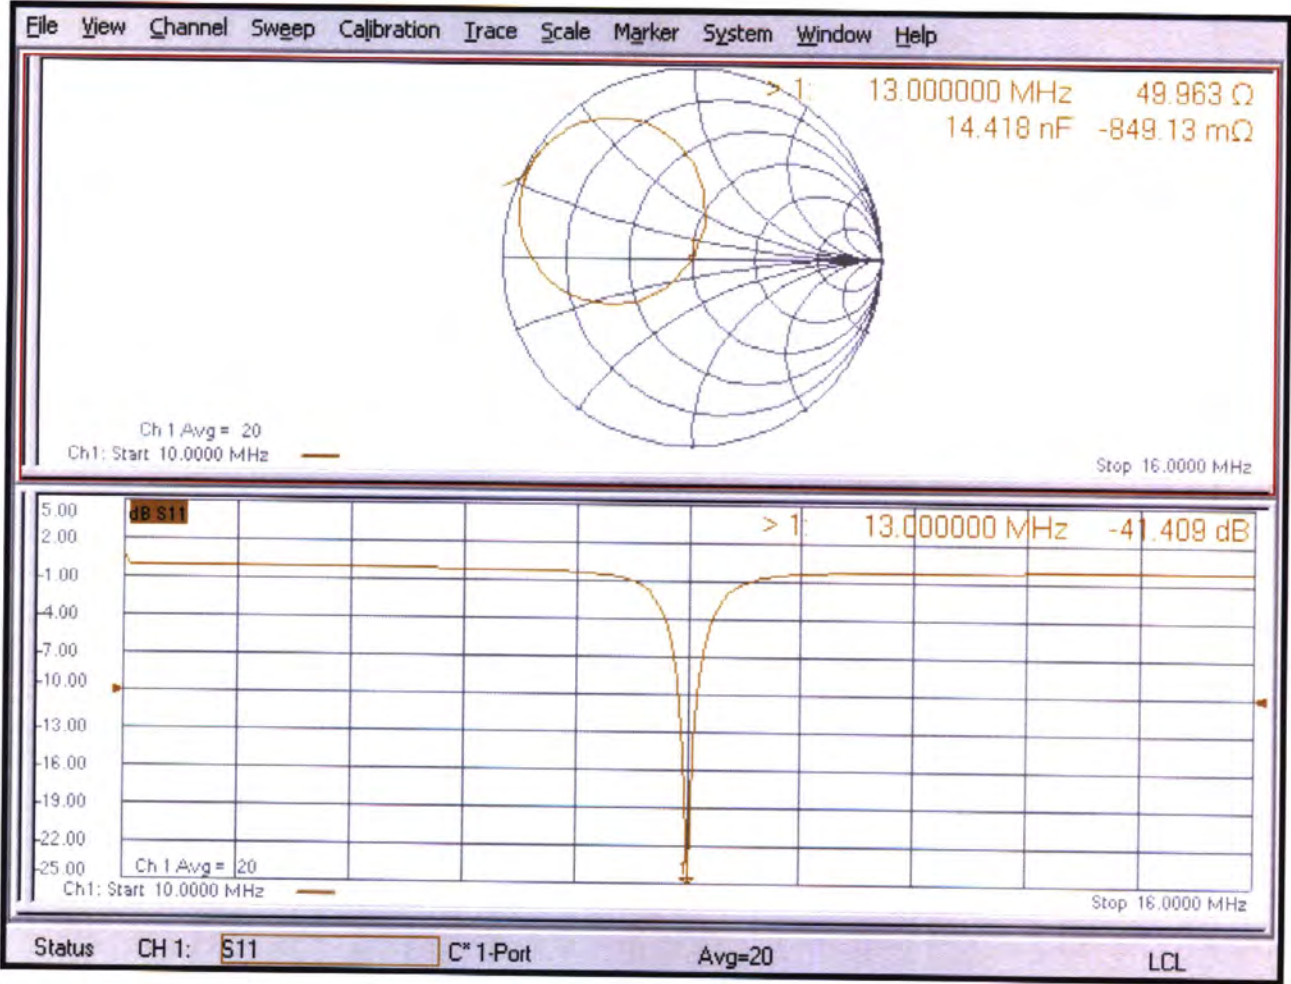 File View Channel Sweep Calibration Trace Scale Marker System Window Help
> 1: 13.000000 MHz 49.963 Ω
14.418 nF -849.13 mΩ
Ch 1 Avg = 20
Ch1: Start 10.0000 MHz
Stop 16.0000 MHz
5.00
dB S11
> 1: 13.000000 MHz -41.409 dB
2.00
-1.00
-4.00
-7.00
-10.00
-13.00
-16.00
-19.00
-22.00
-25.00
Ch 1 Avg = 20
Ch1: Start 10.0000 MHz
Stop 16.0000 MHz
Status CH 1: S11 C* 1-Port Avg=20 LCL